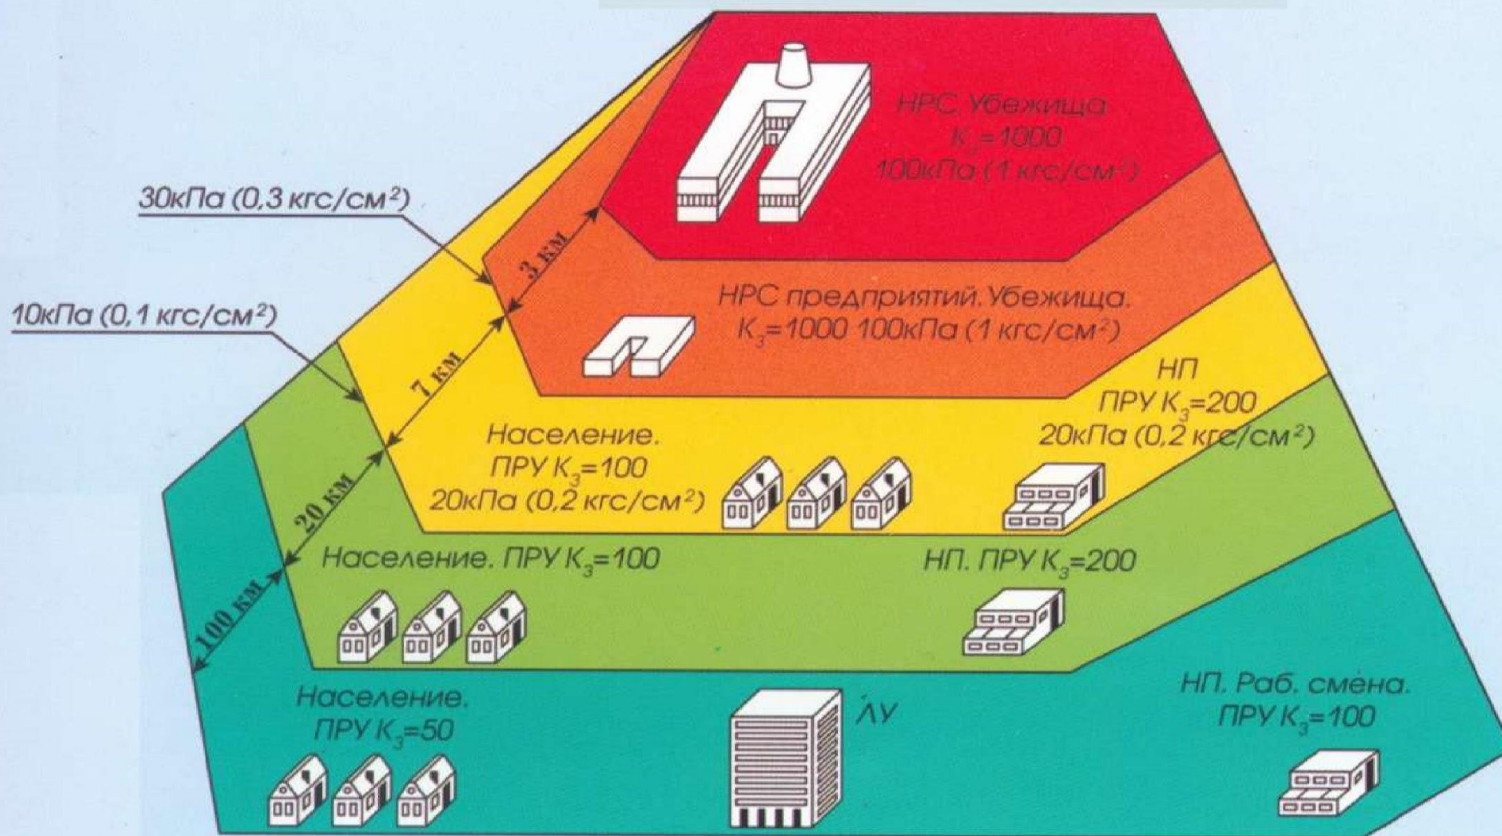 НРС Убежища
К₃=1000
100кПа (1 кгс/см²)
30кПа (0,3 кгс/см²)
3 км
НРС предприятий. Убежища.
К₃=1000 100кПа (1 кгс/см²)
10кПа (0,1 кгс/см²)
7 км
НП
ПРУ К₃=200
20кПа (0,2 кгс/см²)
Население.
ПРУ К₃=100
20кПа (0,2 кгс/см²)
20 км
Население. ПРУ К₃=100
НП. ПРУ К₃=200
100 км
Население.
ПРУ К₃=50
ЛУ
НП. Раб. смена.
ПРУ К₃=100